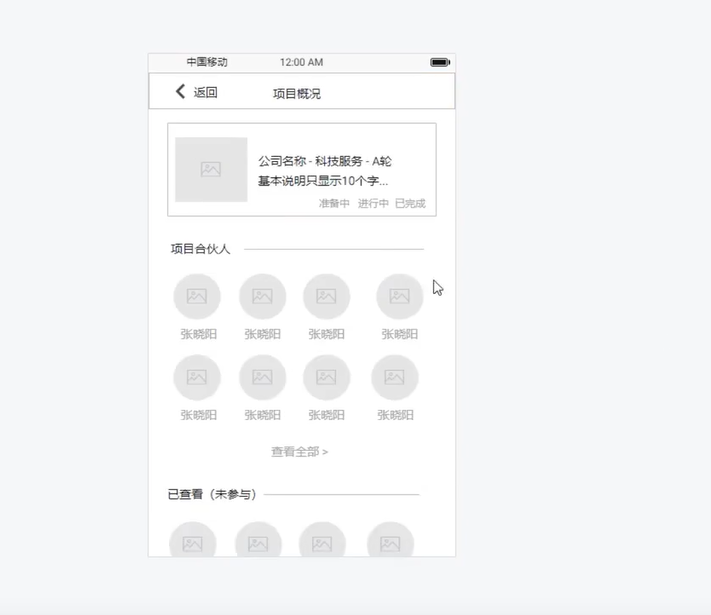 中国移动 12:00 AM
返回 项目概况
公司名称 - 科技服务 - A轮
基本说明只显示10个字...
准备中 进行中 已完成
项目合伙人
张晓阳 张晓阳 张晓阳 张晓阳
张晓阳 张晓阳 张晓阳 张晓阳
查看全部 >
已查看（未参与）